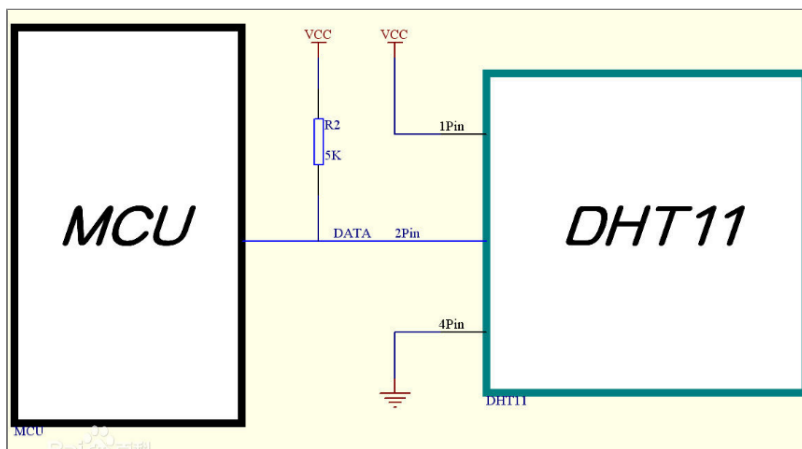 VCC
VCC
R2
5K
1Pin
MCU
DATA
2Pin
DHT11
4Pin
MCU
DHT11